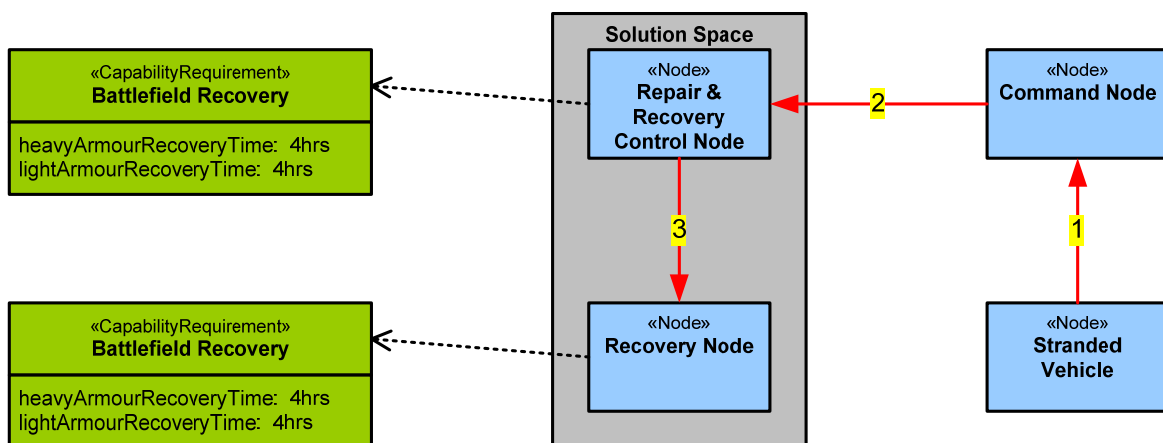 Solution Space
«CapabilityRequirement»
Battlefield Recovery
heavyArmourRecoveryTime: 4hrs
lightArmourRecoveryTime: 4hrs
«Node»
Repair &
Recovery
Control Node
2
«Node»
Command Node
3
1
«CapabilityRequirement»
Battlefield Recovery
heavyArmourRecoveryTime: 4hrs
lightArmourRecoveryTime: 4hrs
«Node»
Recovery Node
«Node»
Stranded
Vehicle